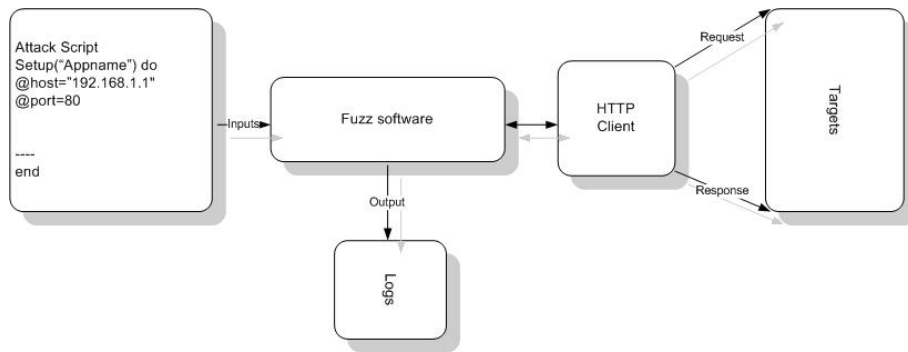 Attack Script
Setup(“Appname”) do
@host="192.168.1.1"
@port=80
----
end
Inputs
Fuzz software
Output
Logs
HTTP
Client
Request
Response
Targets